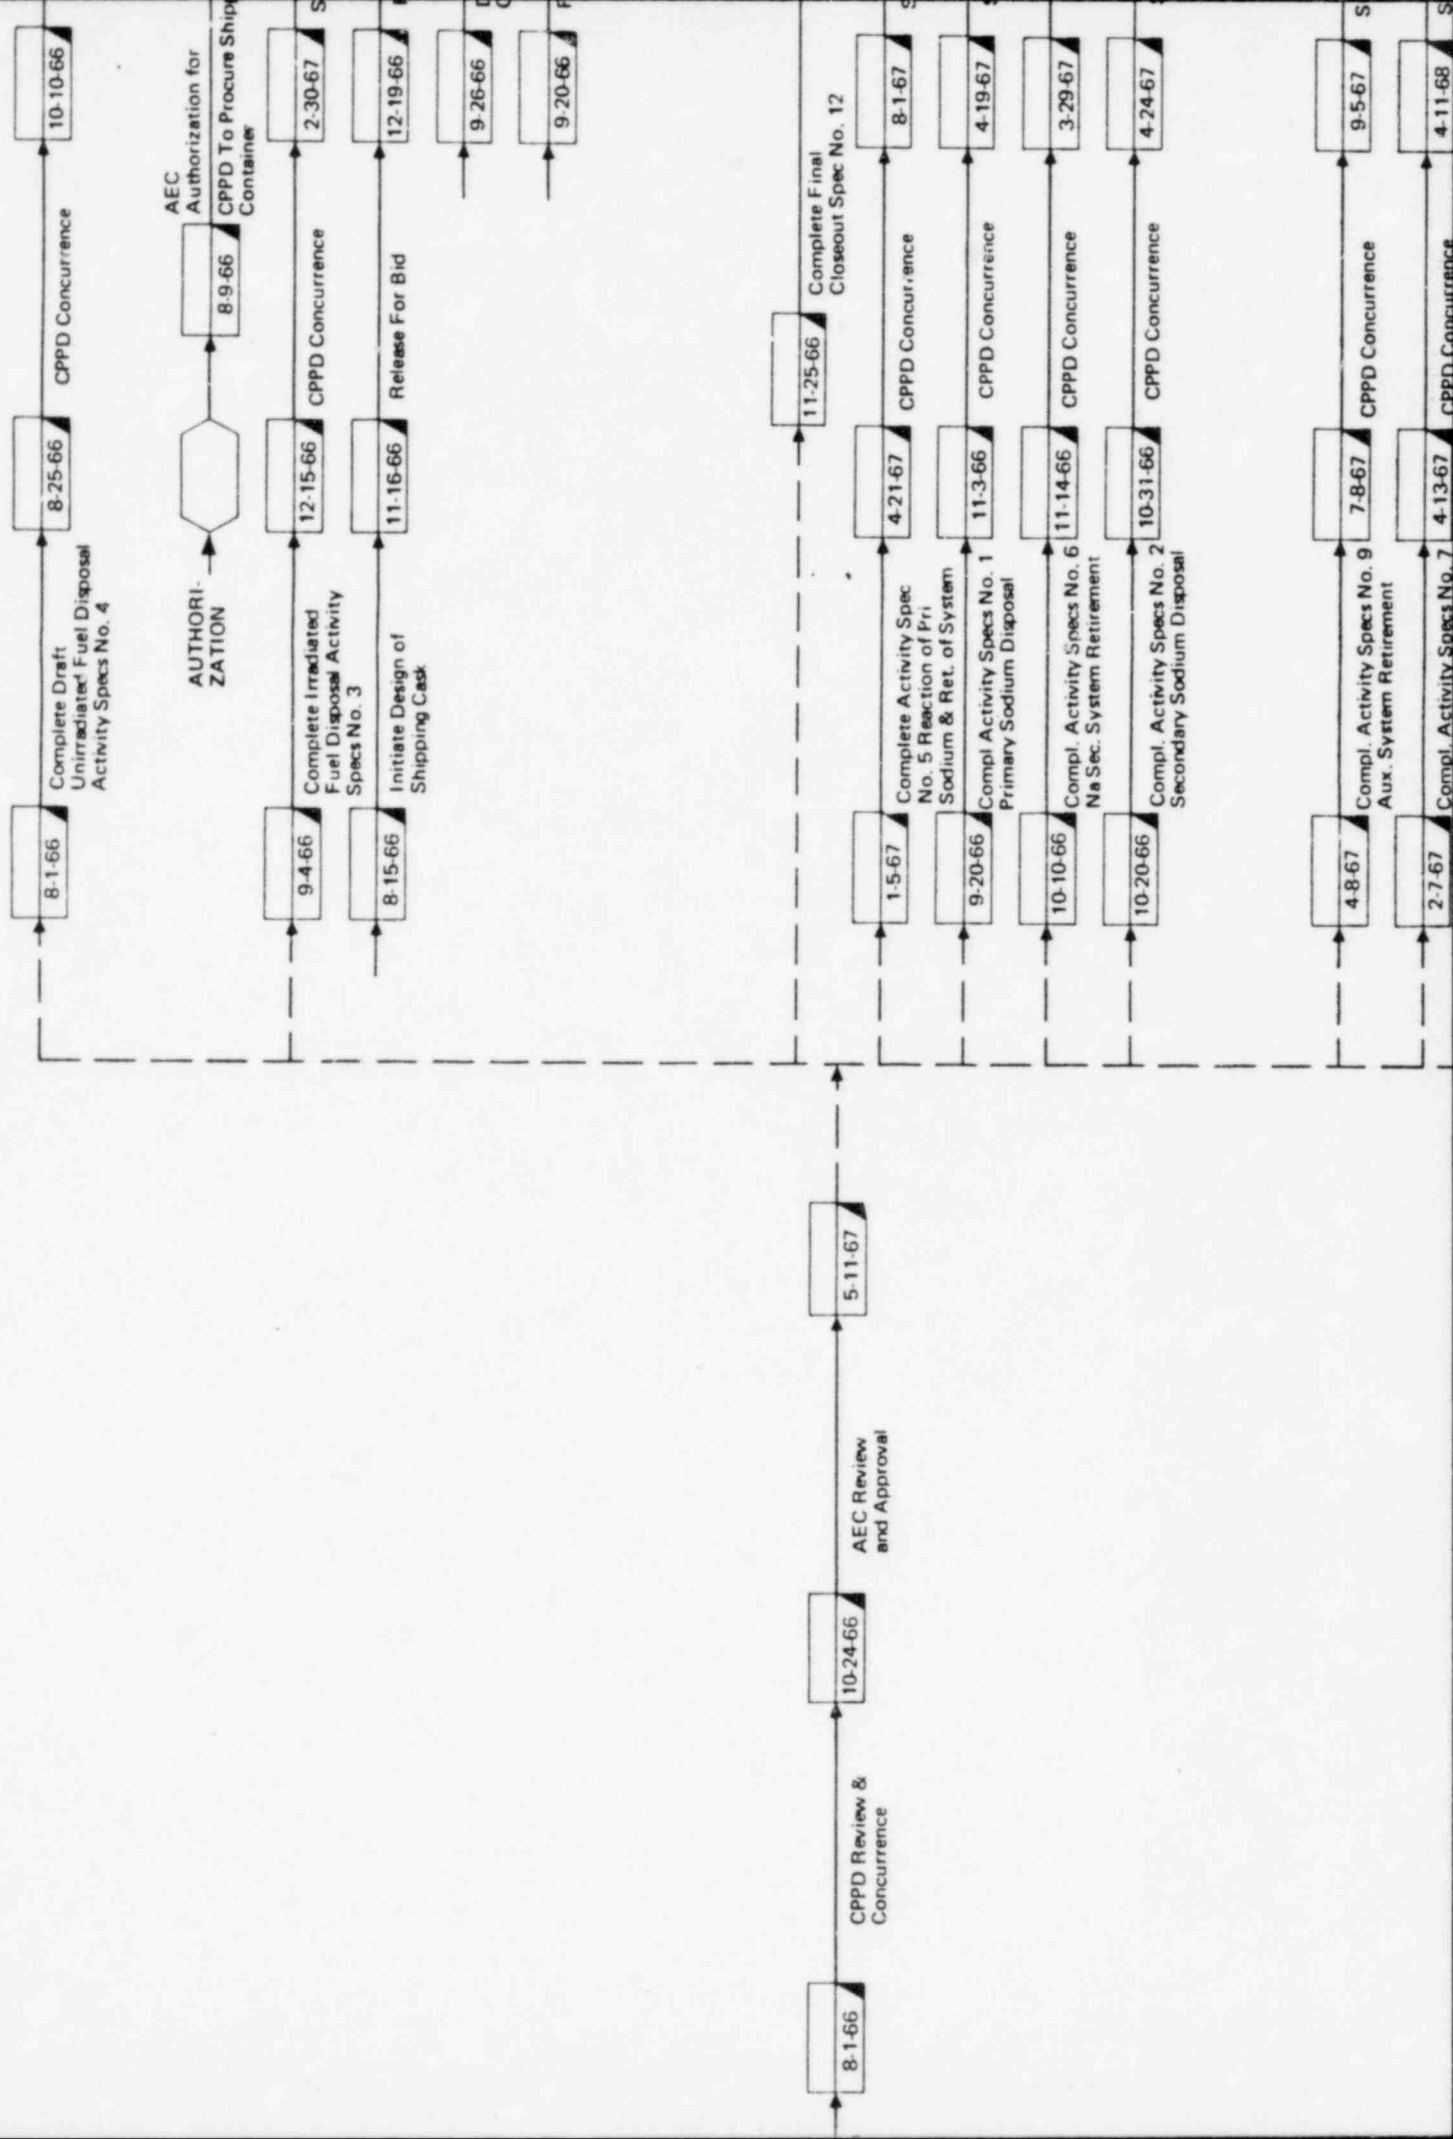 8-1-66
CPPD Review &
Concurrence
10-24-66
AEC Review
and Approval
5-11-67
8-1-66
Complete Draft
Unirradiated Fuel Disposal
Activity Specs No. 4
8-25-66
CPPD Concurrence
10-10-66
AUTHORI-
ZATION
8-9-66
AEC
Authorization for
CPPD To Procure Ship
Container
9-4-66
Complete Irradiated
Fuel Disposal Activity
Specs No. 3
12-15-66
CPPD Concurrence
2-30-67
S
8-15-66
Initiate Design of
Shipping Cask
11-16-66
Release For Bid
12-19-66
9-26-66
9-20-66
11-25-66
Complete Final
Closeout Spec No. 12
1-5-67
Complete Activity Spec
No. 5 Reaction of Pri
Sodium & Ret. of System
4-21-67
CPPD Concurrence
8-1-67
9-20-66
Compl Activity Specs No. 1
Primary Sodium Disposal
11-3-66
CPPD Concurrence
4-19-67
10-10-66
Compl. Activity Specs No. 6
Na Sec. System Retirement
11-14-66
CPPD Concurrence
3-29-67
10-20-66
Compl. Activity Specs No. 2
Secondary Sodium Disposal
10-31-66
CPPD Concurrence
4-24-67
4-8-67
Compl. Activity Specs No. 9
Aux. System Retirement
7-8-67
CPPD Concurrence
9-5-67
S
2-7-67
Compl. Activity Specs No. 7
4-13-67
CPPD Concurrence
4-11-68
S